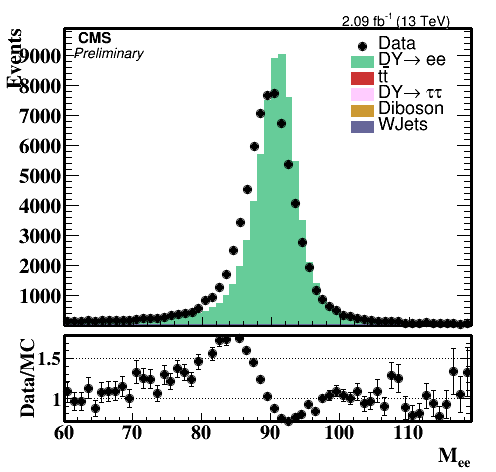 2.09 fb⁻¹ (13 TeV)
Events
CMS
Preliminary
Data
DY→ ee
tt̄
DY→ ττ
Diboson
WJets
9000
8000
7000
6000
5000
4000
3000
2000
1000
Data/MC
1.5
1
60 70 80 90 100 110
Mee